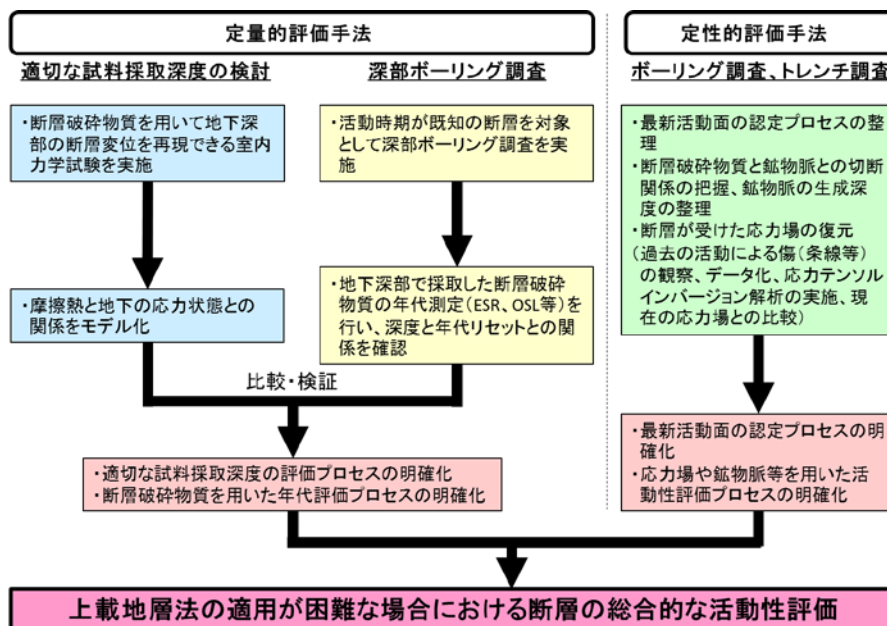 定量的評価手法
適切な試料採取深度の検討
・断層破砕物質を用いて地下深
部の断層変位を再現できる室内
力学試験を実施
・摩擦熱と地下の応力状態との
関係をモデル化
深部ボーリング調査
・活動時期が既知の断層を対象
として深部ボーリング調査を実
施
・地下深部で採取した断層破砕
物質の年代測定(ESR、OSL等)を
行い、深度と年代リセットとの関
係を確認
比較・検証
・適切な試料採取深度の評価プロセスの明確化
・断層破砕物質を用いた年代評価プロセスの明確化
定性的評価手法
ボーリング調査、トレンチ調査
・最新活動面の認定プロセスの整
理
・断層破砕物質と鉱物脈との切断
関係の把握、鉱物脈の生成深
度の整理
・断層が受けた応力場の復元
(過去の活動による傷(条線等)
の観察、データ化、応力テンソル
インバージョン解析の実施、現
在の応力場との比較)
・最新活動面の認定プロセスの明
確化
・応力場や鉱物脈等を用いた活
動性評価プロセスの明確化
上載地層法の適用が困難な場合における断層の総合的な活動性評価